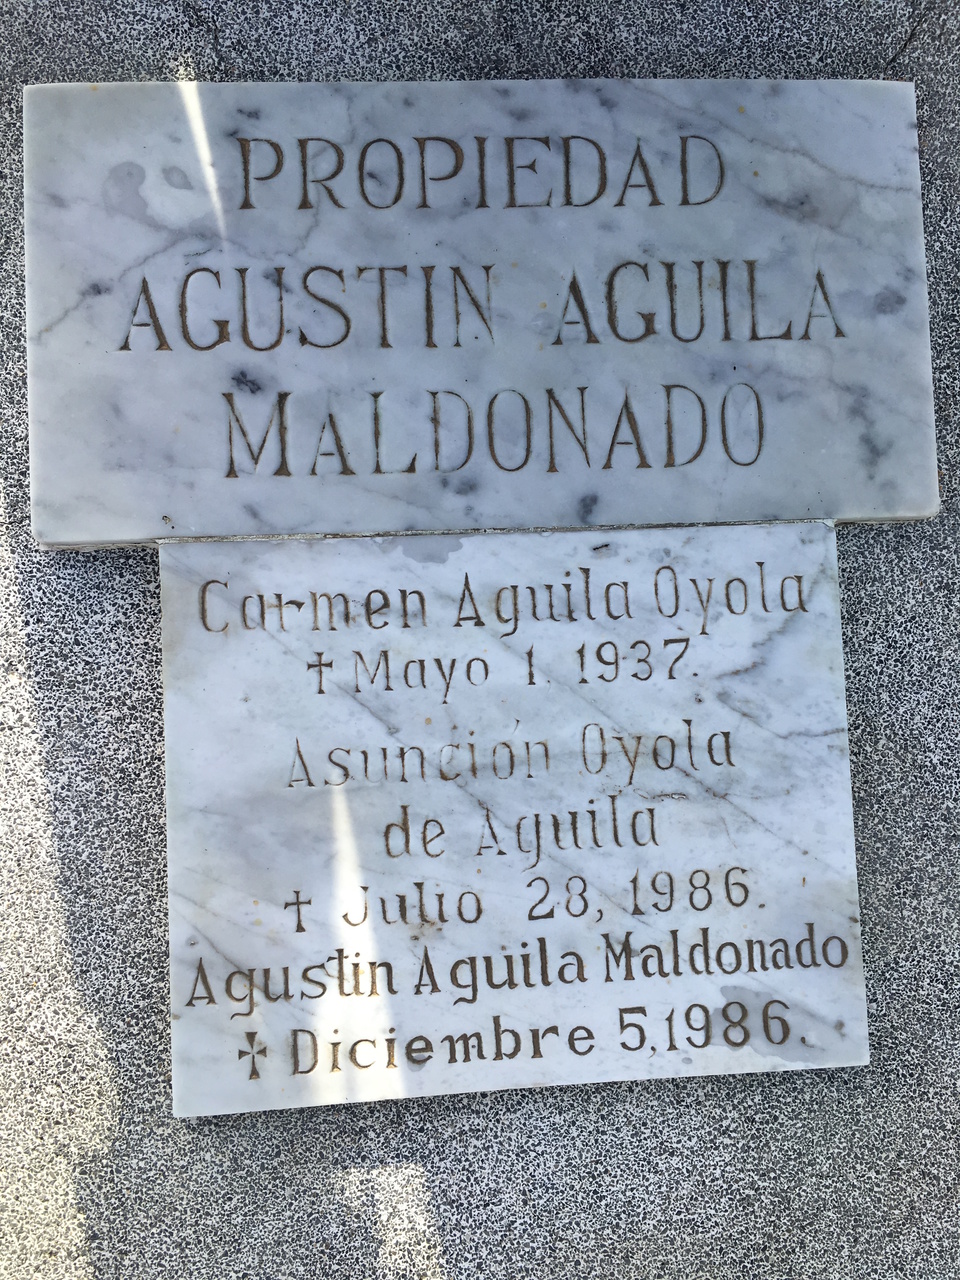 PROPIEDAD
AGUSTIN AGUILA
MALDONADO
Carmen Aguila Oyola
† Mayo 1. 1937.
Asunción Oyola
de Aguila
† Julio 28, 1986.
Agustin Aguila Maldonado
✠ Diciembre 5,1986.